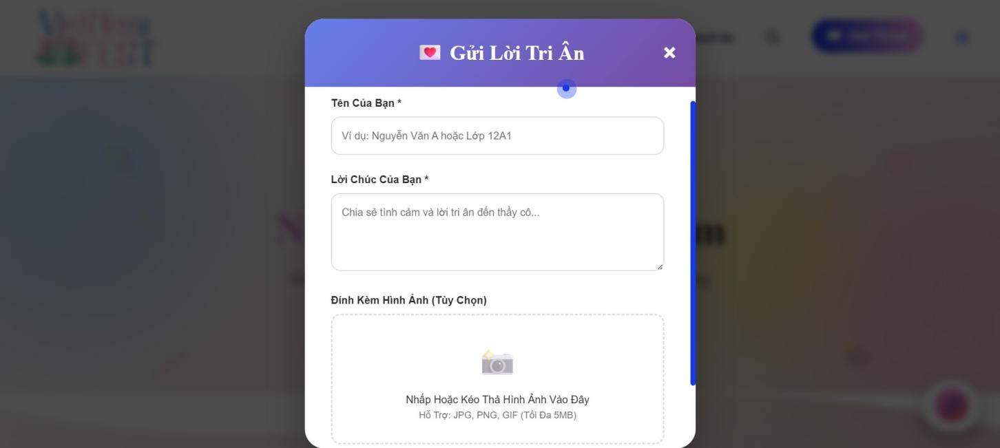 VietNam
FEST
Gửi Lời Tri Ân
Tên Của Bạn *
Ví dụ: Nguyễn Văn A hoặc Lớp 12A1
Lời Chúc Của Bạn *
Chia sẻ tình cảm và lời tri ân đến thầy cô...
Đính Kèm Hình Ảnh (Tùy Chọn)
Nhấp Hoặc Kéo Thả Hình Ảnh Vào Đây
Hỗ Trợ: JPG, PNG, GIF (Tối Đa 5MB)